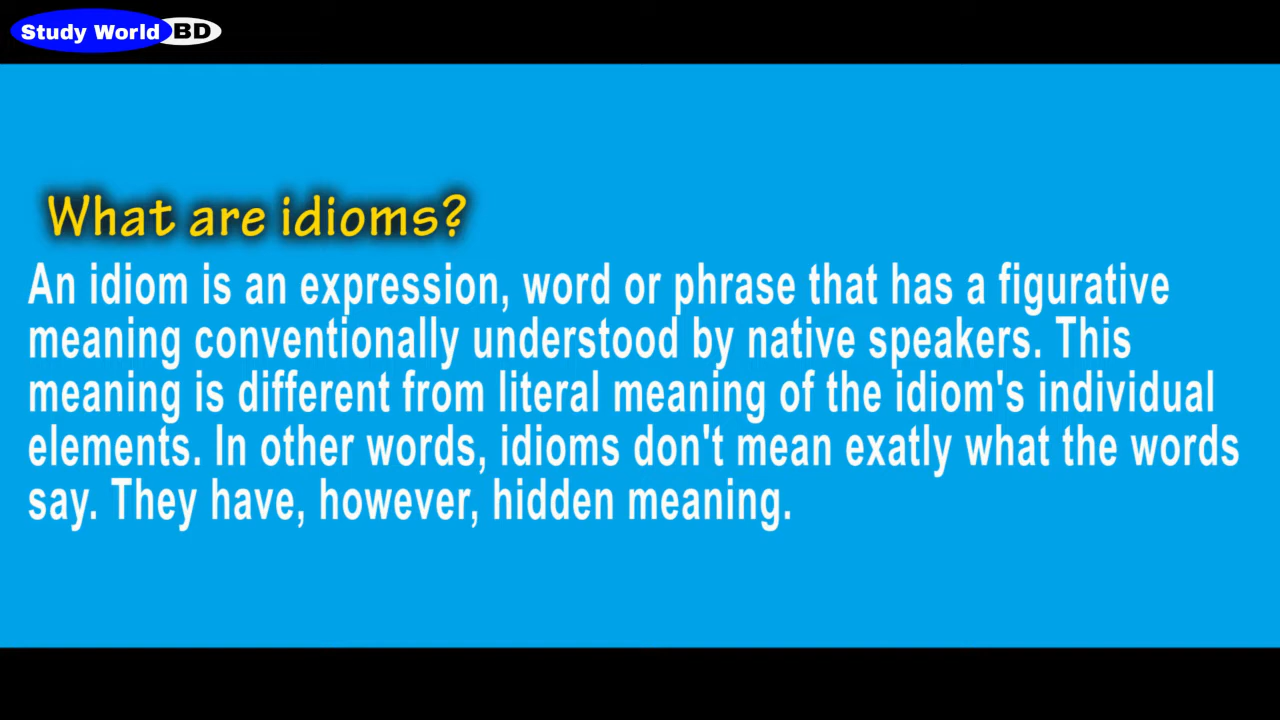 Study World BD
What are idioms?
An idiom is an expression, word or phrase that has a figurative
meaning conventionally understood by native speakers. This
meaning is different from literal meaning of the idiom's individual
elements. In other words, idioms don't mean exatly what the words
say. They have, however, hidden meaning.